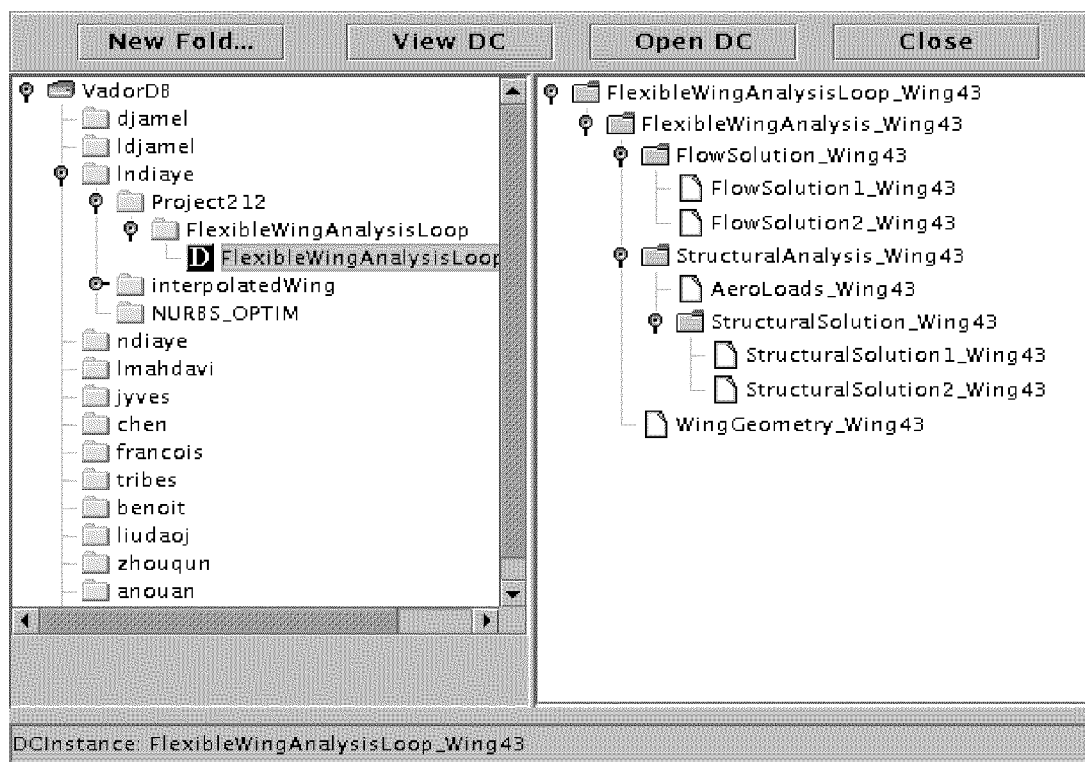 New Fold... View DC Open DC Close
VadorDB
djamel
ldjamel
lndiaye
Project212
FlexibleWingAnalysisLoop
D FlexibleWingAnalysisLoop
interpolatedWing
NURBS_OPTIM
ndiaye
lmahdavi
jyves
chen
francois
tribes
benoit
liudaoj
zhouqun
anouan
FlexibleWingAnalysisLoop_Wing43
FlexibleWingAnalysis_Wing43
FlowSolution_Wing43
FlowSolution1_Wing43
FlowSolution2_Wing43
StructuralAnalysis_Wing43
AeroLoads_Wing43
StructuralSolution_Wing43
StructuralSolution1_Wing43
StructuralSolution2_Wing43
WingGeometry_Wing43
DCInstance: FlexibleWingAnalysisLoop_Wing43